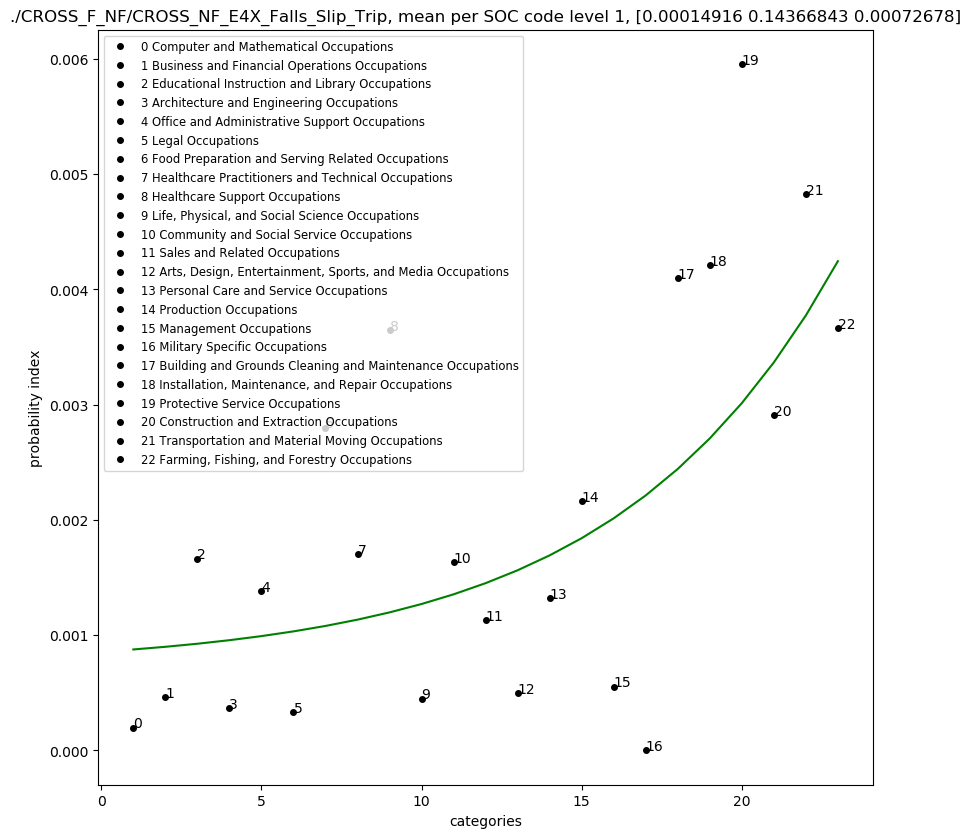 ./CROSS_F_NF/CROSS_NF_E4X_Falls_Slip_Trip, mean per SOC code level 1, [0.00014916 0.14366843 0.00072678]
0 Computer and Mathematical Occupations
1 Business and Financial Operations Occupations
2 Educational Instruction and Library Occupations
3 Architecture and Engineering Occupations
4 Office and Administrative Support Occupations
5 Legal Occupations
6 Food Preparation and Serving Related Occupations
7 Healthcare Practitioners and Technical Occupations
8 Healthcare Support Occupations
9 Life, Physical, and Social Science Occupations
10 Community and Social Service Occupations
11 Sales and Related Occupations
12 Arts, Design, Entertainment, Sports, and Media Occupations
13 Personal Care and Service Occupations
14 Production Occupations
15 Management Occupations
16 Military Specific Occupations
17 Building and Grounds Cleaning and Maintenance Occupations
18 Installation, Maintenance, and Repair Occupations
19 Protective Service Occupations
20 Construction and Extraction Occupations
21 Transportation and Material Moving Occupations
22 Farming, Fishing, and Forestry Occupations
0.006
0.005
0.004
0.003
0.002
0.001
0.000
probability index
19
21
18
17
8
22
20
14
7
2
10
4
13
11
15
12
1
9
3
5
0
16
0
5
10
15
20
categories